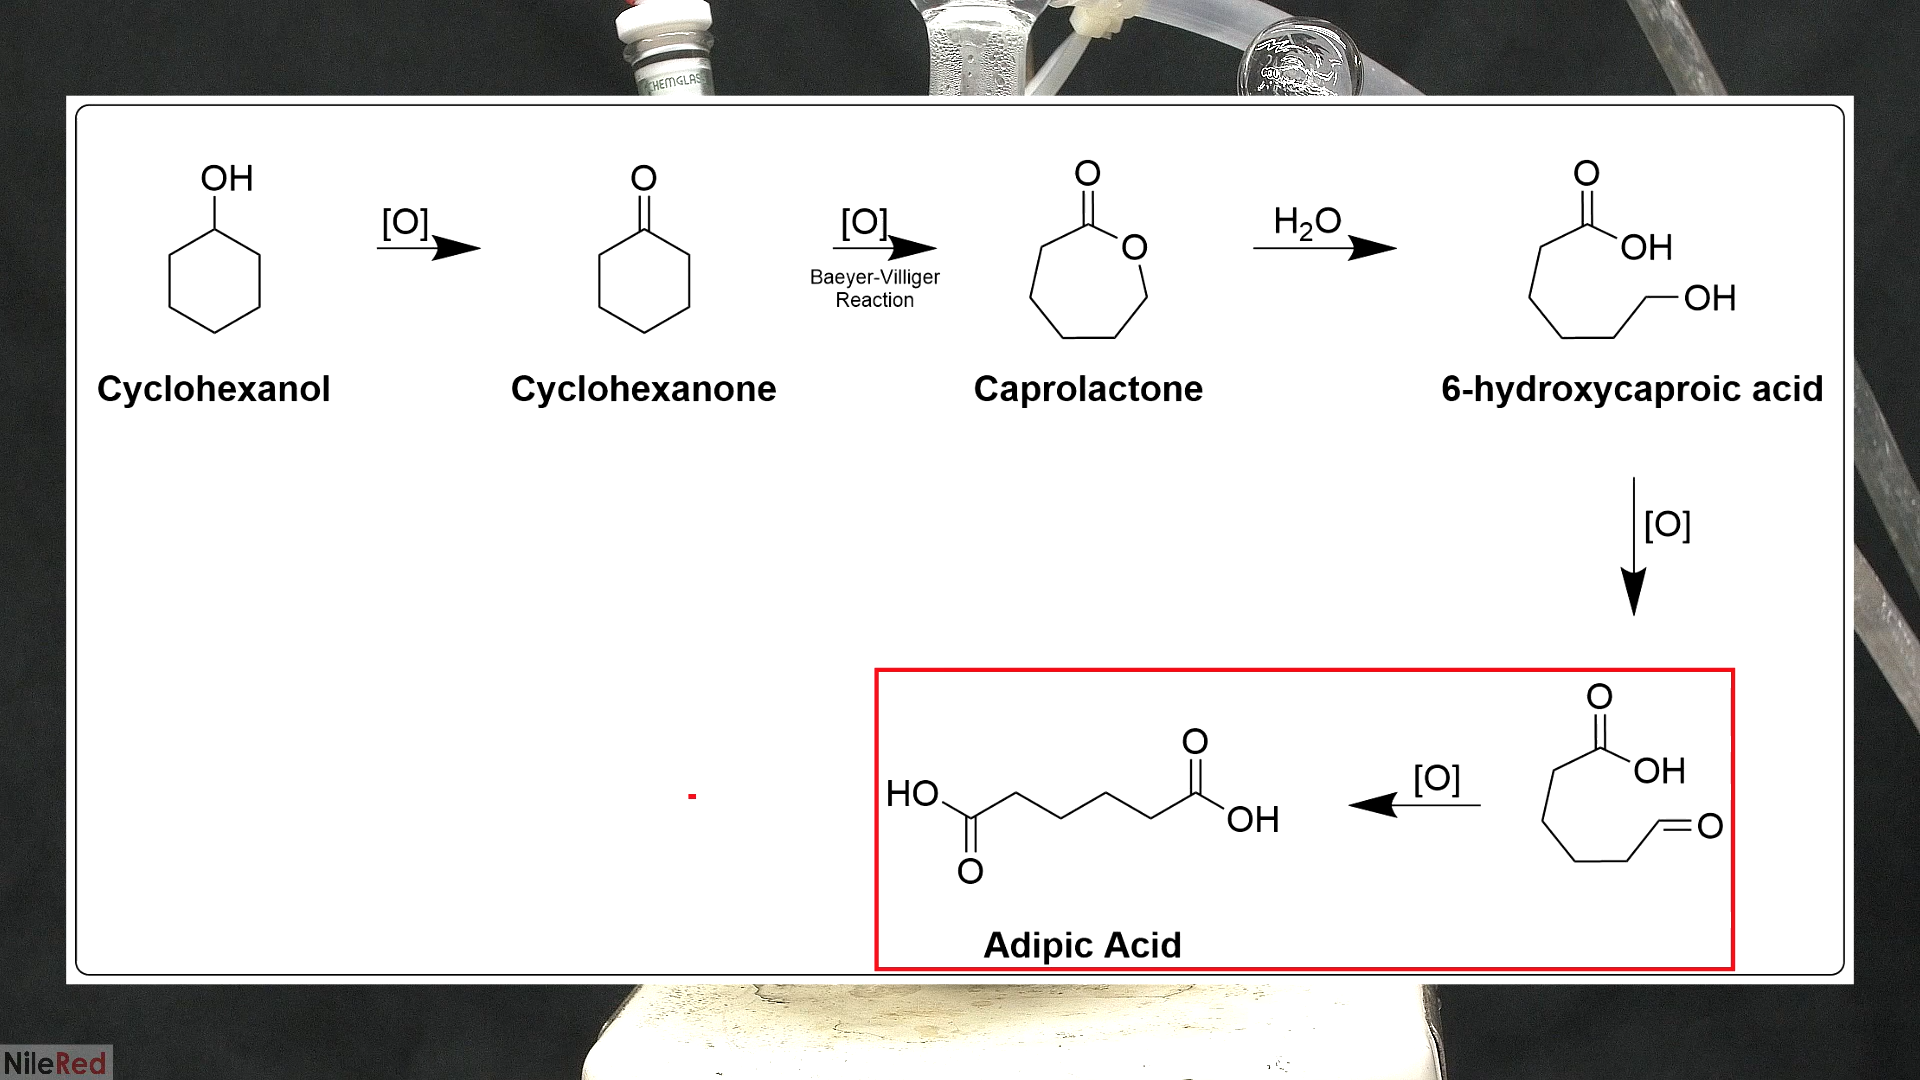 CHEMGLAS
OH
[O]
Cyclohexanol
O
[O]
Baeyer-Villiger
Reaction
Cyclohexanone
O
O
H₂O
Caprolactone
O
OH
OH
6-hydroxycaproic acid
[O]
O
OH
O
[O]
O
HO
OH
O
Adipic Acid
NileRed